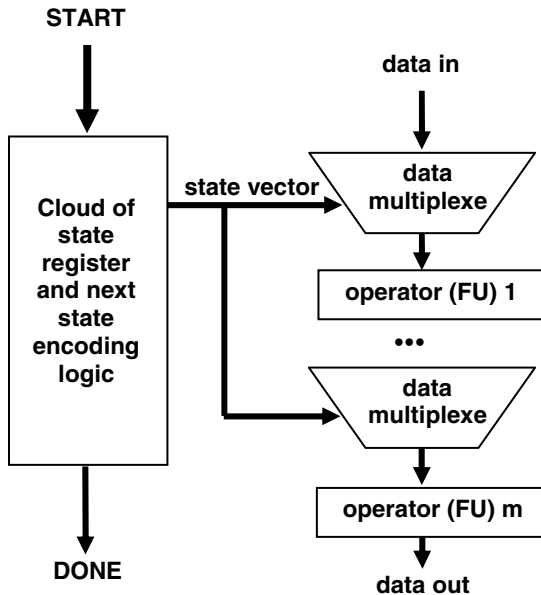 START
Cloud of
state
register
and next
state
encoding
logic
DONE
state vector
data in
data
multiplexe
operator (FU) 1
•••
data
multiplexe
operator (FU) m
data out